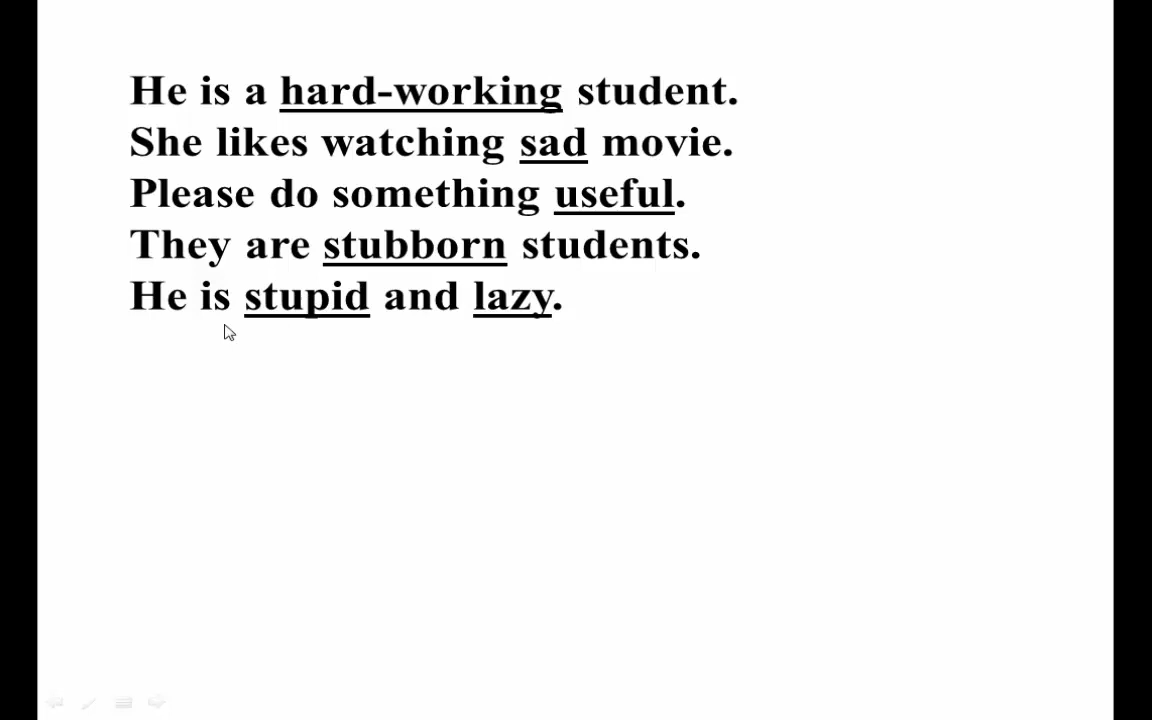 He is a hard-working student.
She likes watching sad movie.
Please do something useful.
They are stubborn students.
He is stupid and lazy.